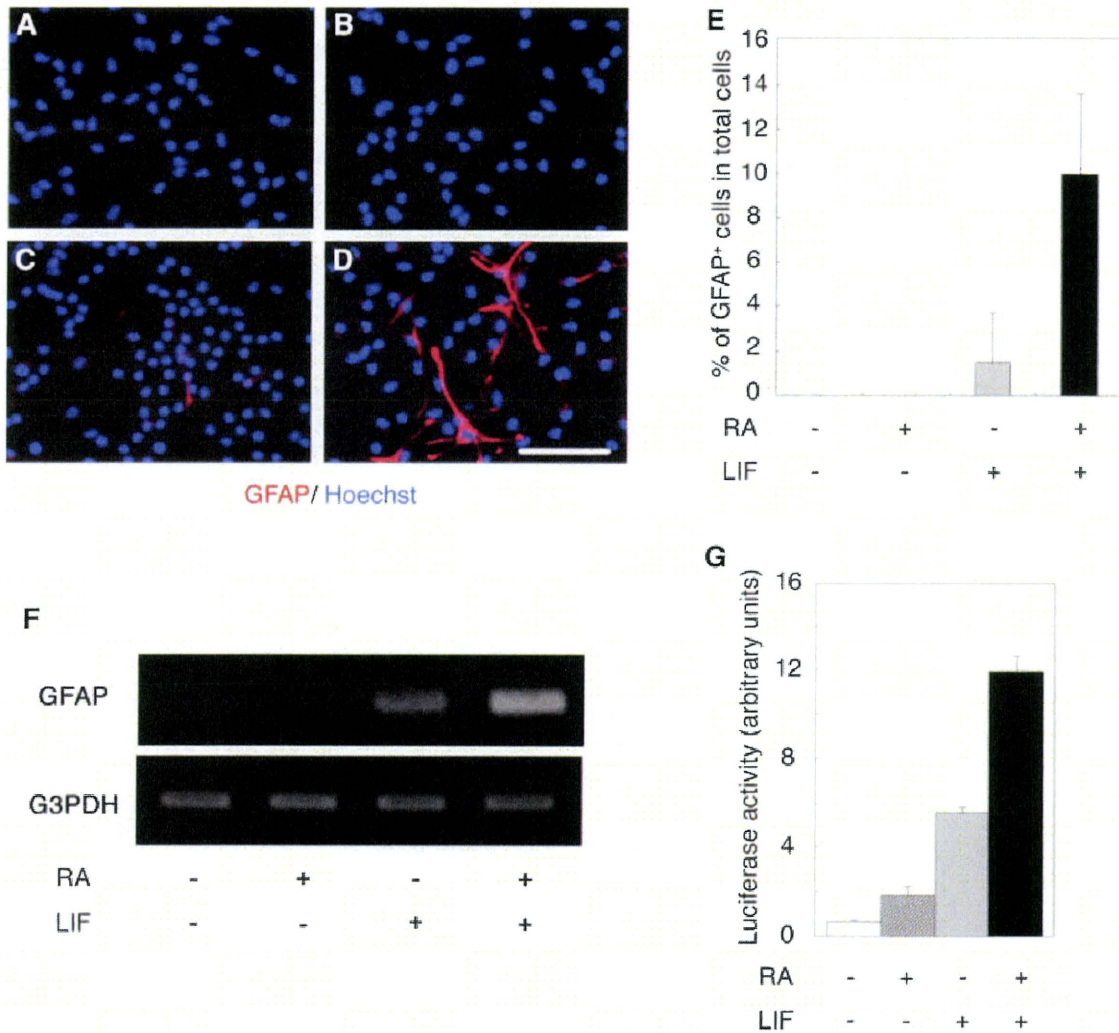 A
B
C
D
GFAP/ Hoechst
E
% of GFAP+ cells in total cells
16
14
12
10
8
6
4
2
0
RA - + - +
LIF - - + +
F
GFAP
G3PDH
RA - + - +
LIF - - + +
G
Luciferase activity (arbitrary units)
16
12
8
4
0
RA - + - +
LIF - - + +